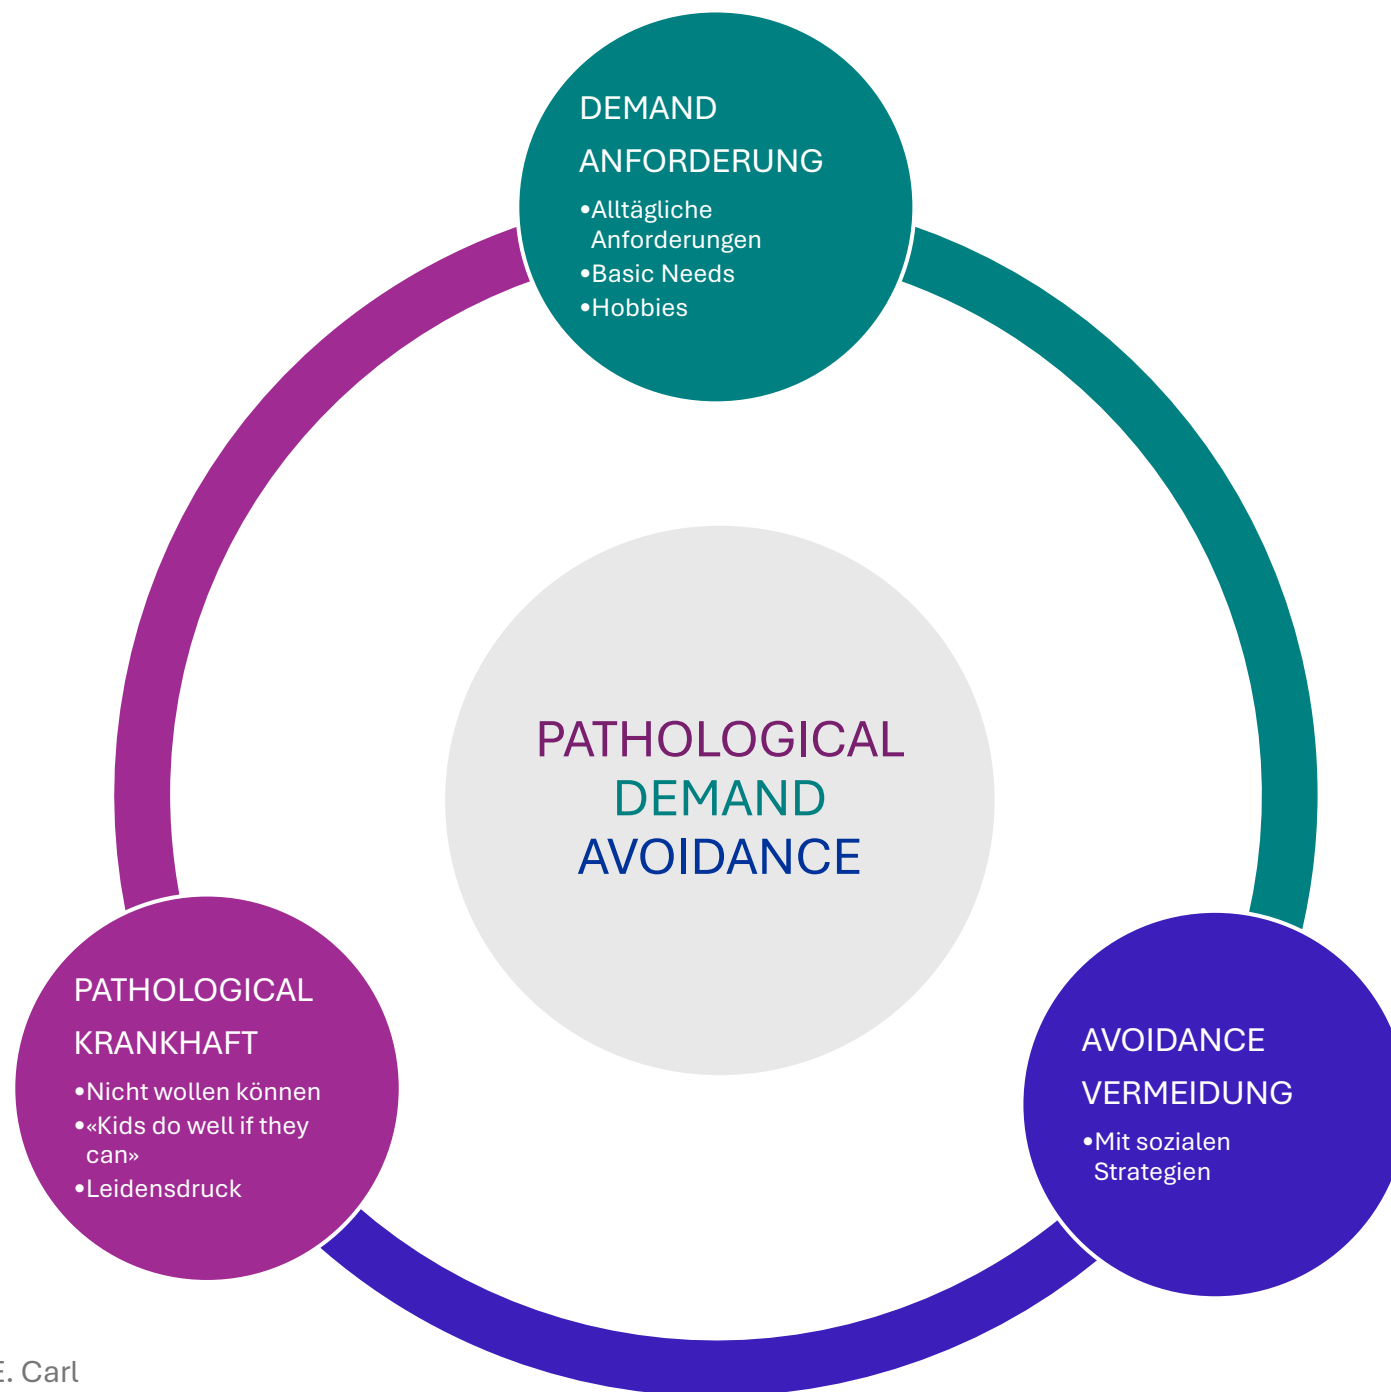 DEMAND
ANFORDERUNG
•Alltägliche
Anforderungen
•Basic Needs
•Hobbies
PATHOLOGICAL
DEMAND
AVOIDANCE
PATHOLOGICAL
KRANKHAFT
•Nicht wollen können
•«Kids do well if they
can»
•Leidensdruck
AVOIDANCE
VERMEIDUNG
•Mit sozialen
Strategien
E. Carl